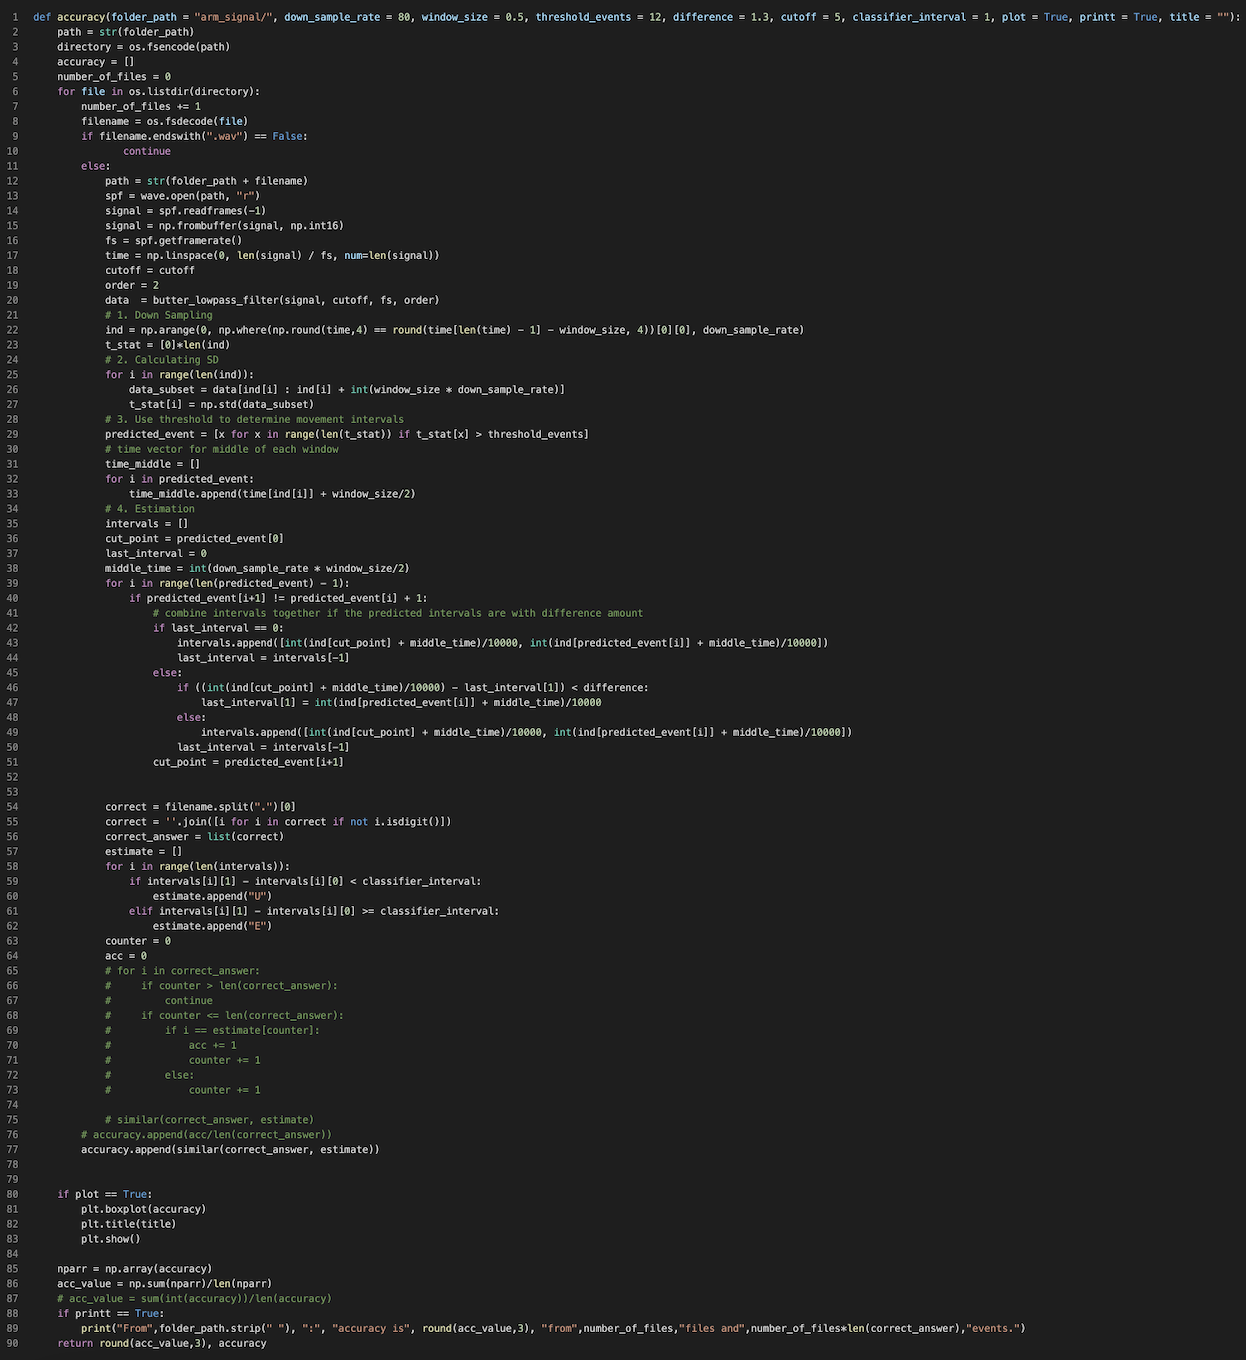 1 def accuracy(folder_path = "arm_signal/", down_sample_rate = 80, window_size = 0.5, threshold_events = 12, difference = 1.3, cutoff = 5, classifier_interval = 1, plot = True, printt = True, title = ""):
2     path = str(folder_path)
3     directory = os.fsencode(path)
4     accuracy = []
5     number_of_files = 0
6     for file in os.listdir(directory):
7         number_of_files += 1
8         filename = os.fsdecode(file)
9         if filename.endswith(".wav") == False:
10                continue
11        else:
12            path = str(folder_path + filename)
13            spf = wave.open(path, "r")
14            signal = spf.readframes(-1)
15            signal = np.frombuffer(signal, np.int16)
16            fs = spf.getframerate()
17            time = np.linspace(0, len(signal) / fs, num=len(signal))
18            cutoff = cutoff
19            order = 2
20            data  = butter_lowpass_filter(signal, cutoff, fs, order)
21            # 1. Down Sampling
22            ind = np.arange(0, np.where(np.round(time,4) == round(time[len(time) - 1] - window_size, 4))[0][0], down_sample_rate)
23            t_stat = [0]*len(ind)
24            # 2. Calculating SD
25            for i in range(len(ind)):
26                data_subset = data[ind[i] : ind[i] + int(window_size * down_sample_rate)]
27                t_stat[i] = np.std(data_subset)
28            # 3. Use threshold to determine movement intervals
29            predicted_event = [x for x in range(len(t_stat)) if t_stat[x] > threshold_events]
30            # time vector for middle of each window
31            time_middle = []
32            for i in predicted_event:
33                time_middle.append(time[ind[i]] + window_size/2)
34            # 4. Estimation
35            intervals = []
36            cut_point = predicted_event[0]
37            last_interval = 0
38            middle_time = int(down_sample_rate * window_size/2)
39            for i in range(len(predicted_event) - 1):
40                if predicted_event[i+1] != predicted_event[i] + 1:
41                    # combine intervals together if the predicted intervals are with difference amount
42                    if last_interval == 0:
43                        intervals.append([int(ind[cut_point] + middle_time)/10000, int(ind[predicted_event[i]] + middle_time)/10000])
44                        last_interval = intervals[-1]
45                    else:
46                        if ((int(ind[cut_point] + middle_time)/10000) - last_interval[1]) < difference:
47                            last_interval[1] = int(ind[predicted_event[i]] + middle_time)/10000
48                        else:
49                            intervals.append([int(ind[cut_point] + middle_time)/10000, int(ind[predicted_event[i]] + middle_time)/10000])
50                        last_interval = intervals[-1]
51                    cut_point = predicted_event[i+1]
52
53
54            correct = filename.split(".")[0]
55            correct = ''.join([i for i in correct if not i.isdigit()])
56            correct_answer = list(correct)
57            estimate = []
58            for i in range(len(intervals)):
59                if intervals[i][1] - intervals[i][0] < classifier_interval:
60                    estimate.append("U")
61                elif intervals[i][1] - intervals[i][0] >= classifier_interval:
62                    estimate.append("E")
63            counter = 0
64            acc = 0
65            # for i in correct_answer:
66            #     if counter > len(correct_answer):
67            #         continue
68            #     if counter <= len(correct_answer):
69            #         if i == estimate[counter]:
70            #             acc += 1
71            #             counter += 1
72            #         else:
73            #             counter += 1
74
75            # similar(correct_answer, estimate)
76        # accuracy.append(acc/len(correct_answer))
77        accuracy.append(similar(correct_answer, estimate))
78
79
80    if plot == True:
81        plt.boxplot(accuracy)
82        plt.title(title)
83        plt.show()
84
85    nparr = np.array(accuracy)
86    acc_value = np.sum(nparr)/len(nparr)
87    # acc_value = sum(int(accuracy))/len(accuracy)
88    if printt == True:
89        print("From",folder_path.strip(" "), ":", "accuracy is", round(acc_value,3), "from",number_of_files,"files and",number_of_files*len(correct_answer),"events.")
90    return round(acc_value,3), accuracy